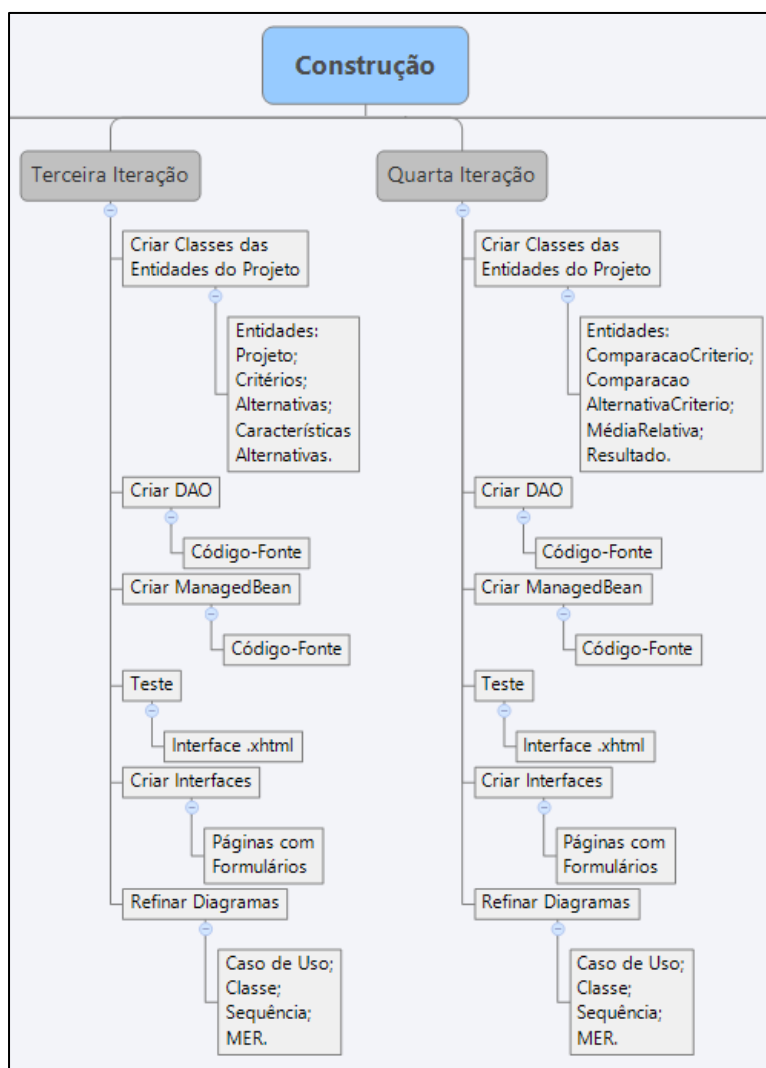 Construção
Terceira Iteração
Criar Classes das
Entidades do Projeto
Entidades:
Projeto;
Critérios;
Alternativas;
Características
Alternativas.
Criar DAO
Código-Fonte
Criar ManagedBean
Código-Fonte
Teste
Interface .xhtml
Criar Interfaces
Páginas com
Formulários
Refinar Diagramas
Caso de Uso;
Classe;
Sequência;
MER.
Quarta Iteração
Criar Classes das
Entidades do Projeto
Entidades:
ComparacaoCriterio;
Comparacao
AlternativaCriterio;
MédiaRelativa;
Resultado.
Criar DAO
Código-Fonte
Criar ManagedBean
Código-Fonte
Teste
Interface .xhtml
Criar Interfaces
Páginas com
Formulários
Refinar Diagramas
Caso de Uso;
Classe;
Sequência;
MER.